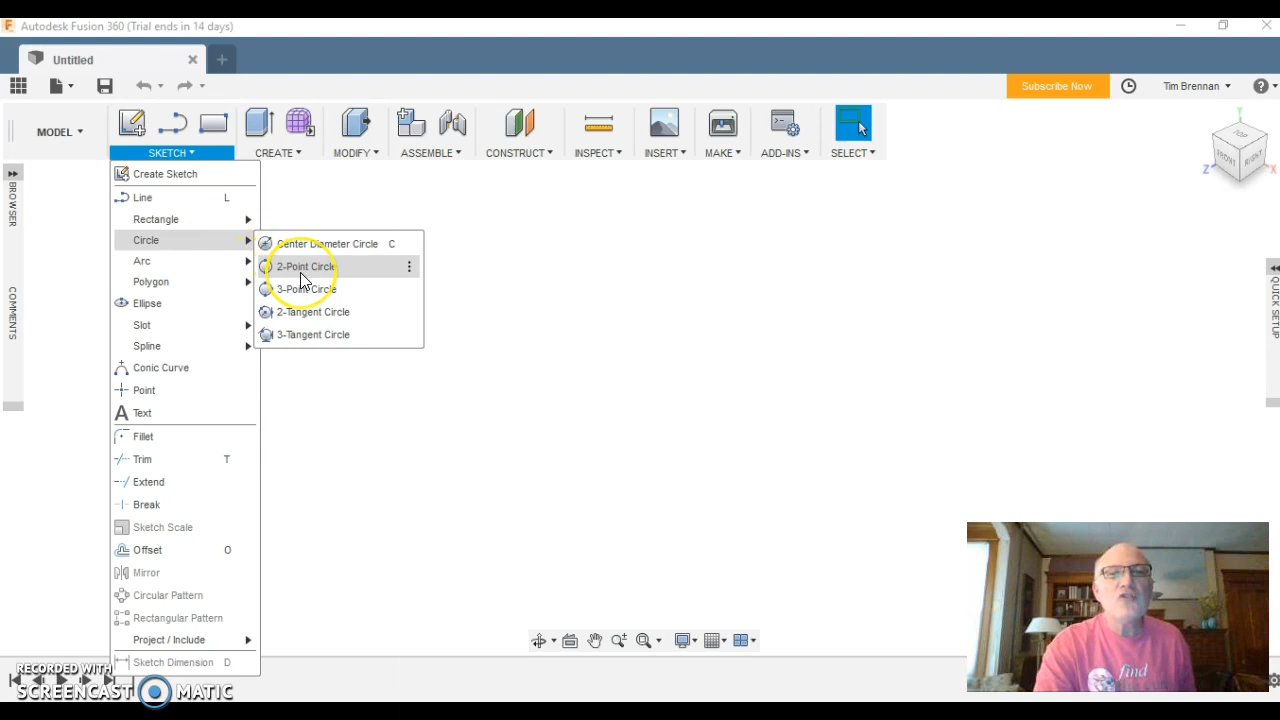 Autodesk Fusion 360 (Trial ends in 14 days)
Untitled
Subscribe Now
Tim Brennan
MODEL
SKETCH
CREATE
MODIFY
ASSEMBLE
CONSTRUCT
INSPECT
INSERT
MAKE
ADD-INS
SELECT
TOP
FRONT
RIGHT
Z
Y
X
BROWSER
COMMENTS
QUICK SETUP
Create Sketch
Line L
Rectangle
Circle
Arc
Polygon
Ellipse
Slot
Spline
Conic Curve
Point
Text
Fillet
Trim T
Extend
Break
Sketch Scale
Offset O
Mirror
Circular Pattern
Rectangular Pattern
Project / Include
Sketch Dimension D
Center Diameter Circle C
2-Point Circle
3-Point Circle
2-Tangent Circle
3-Tangent Circle
RECORDED WITH
SCREENCAST MATIC
find